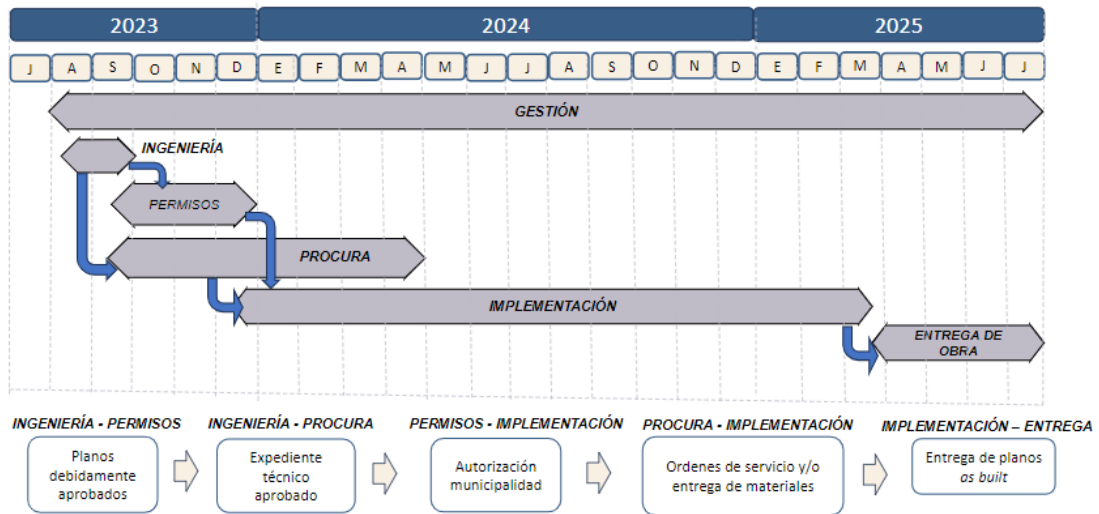 2023 2024 2025
J A S O N D E F M A M J J A S O N D E F M A M J J
GESTIÓN
INGENIERÍA
PERMISOS
PROCURA
IMPLEMENTACIÓN
ENTREGA DE
OBRA
INGENIERÍA - PERMISOS
Planos
debidamente
aprobados
INGENIERÍA - PROCURA
Expediente
técnico
aprobado
PERMISOS - IMPLEMENTACIÓN
Autorización
municipalidad
PROCURA - IMPLEMENTACIÓN
Ordenes de servicio y/o
entrega de materiales
IMPLEMENTACIÓN – ENTREGA
Entrega de planos
as built